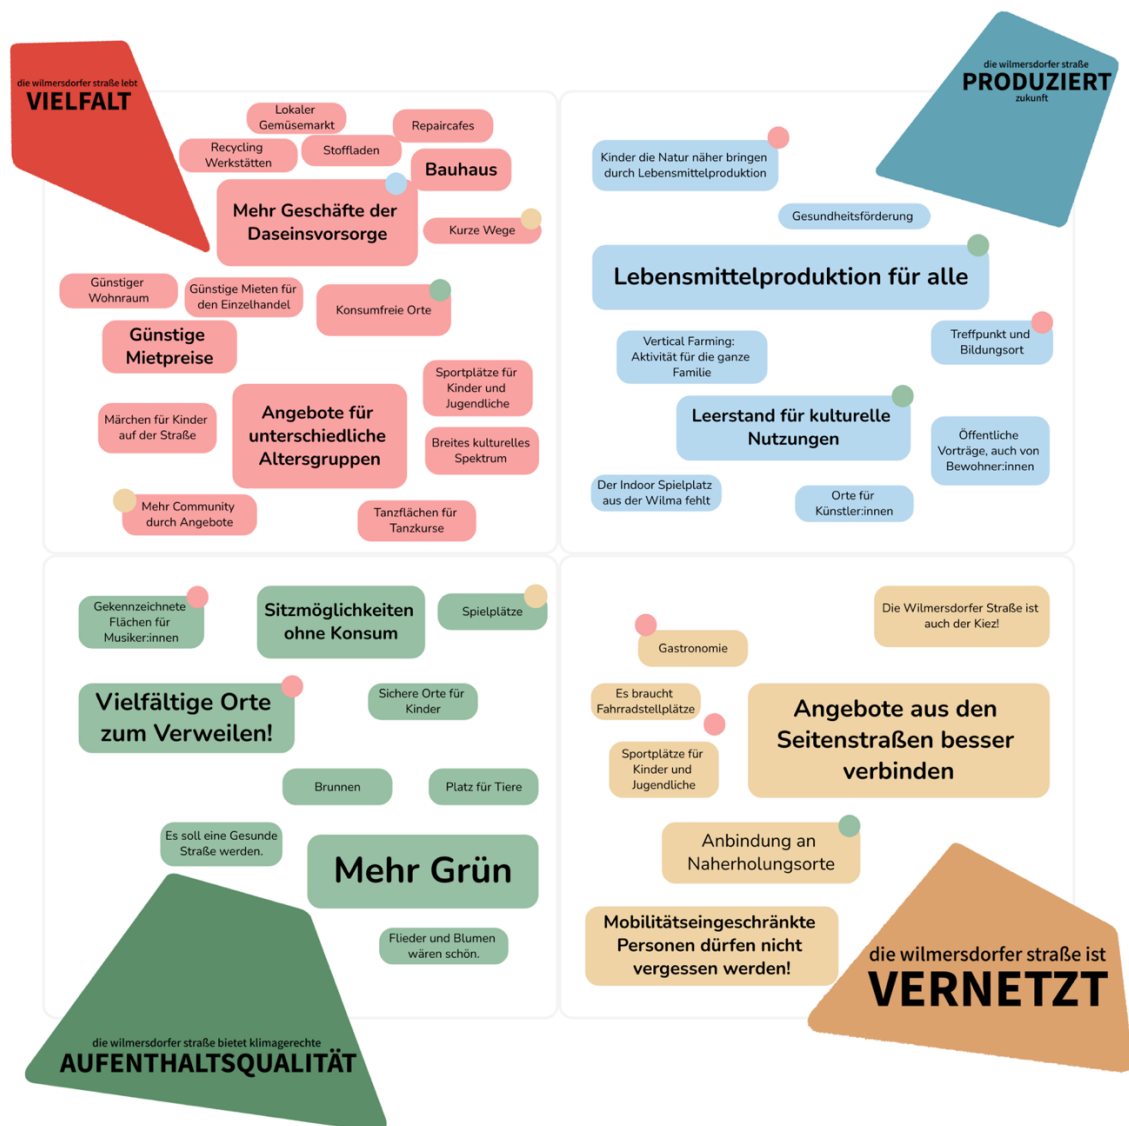 die wilmersdorfer straße lebt
VIELFALT
Lokaler
Gemüsemarkt
Repaircafes
Recycling
Werkstätten
Stoffladen
Bauhaus
Mehr Geschäfte der
Daseinsvorsorge
Kurze Wege
Günstiger
Wohnraum
Günstige Mieten für
den Einzelhandel
Konsumfreie Orte
Günstige
Mietpreise
Sportplätze für
Kinder und
Jugendliche
Märchen für Kinder
auf der Straße
Angebote für
unterschiedliche
Altersgruppen
Breites kulturelles
Spektrum
Mehr Community
durch Angebote
Tanzflächen für
Tanzkurse
die wilmersdorfer straße
PRODUZIERT
zukunft
Kinder die Natur näher bringen
durch Lebensmittelproduktion
Gesundheitsförderung
Lebensmittelproduktion für alle
Vertical Farming:
Aktivität für die ganze
Familie
Treffpunkt und
Bildungsort
Leerstand für kulturelle
Nutzungen
Öffentliche
Vorträge, auch von
Bewohner:innen
Der Indoor Spielplatz
aus der Wilma fehlt
Orte für
Künstler:innen
Gekennzeichnete
Flächen für
Musiker:innen
Sitzmöglichkeiten
ohne Konsum
Spielplätze
Vielfältige Orte
zum Verweilen!
Sichere Orte für
Kinder
Brunnen
Platz für Tiere
Es soll eine Gesunde
Straße werden.
Mehr Grün
Flieder und Blumen
wären schön.
die wilmersdorfer straße bietet klimagerechte
AUFENTHALTSQUALITÄT
Die Wilmersdorfer Straße ist
auch der Kiez!
Gastronomie
Es braucht
Fahrradstellplätze
Angebote aus den
Seitenstraßen besser
verbinden
Sportplätze für
Kinder und
Jugendliche
Anbindung an
Naherholungsorte
Mobilitätseingeschränkte
Personen dürfen nicht
vergessen werden!
die wilmersdorfer straße ist
VERNETZT